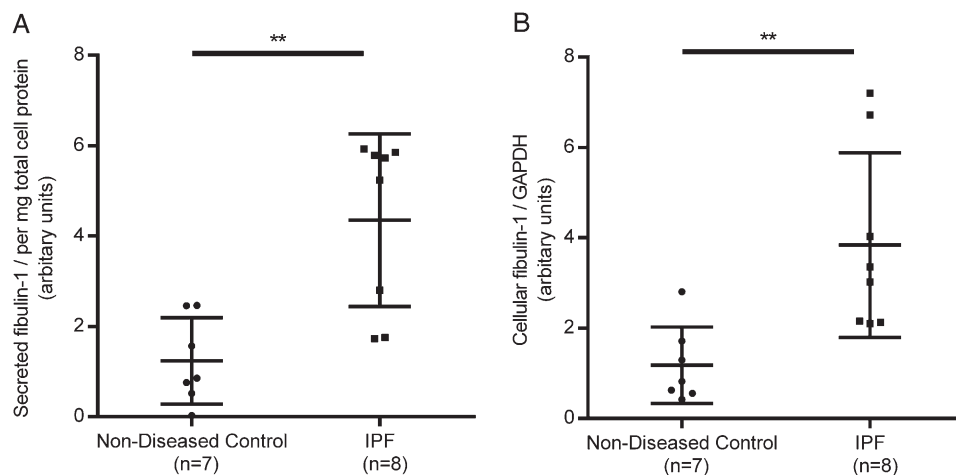 A
**
Secreted fibulin-1 / per mg total cell protein
(arbitary units)
8
6
4
2
0
Non-Diseased Control
(n=7)
IPF
(n=8)
B
**
Cellular fibulin-1 / GAPDH
(arbitary units)
8
6
4
2
0
Non-Diseased Control
(n=7)
IPF
(n=8)